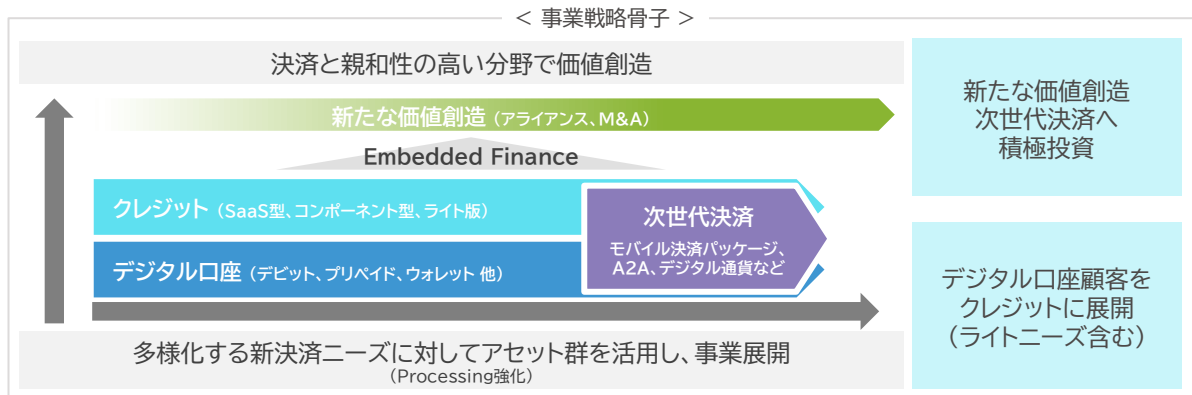 < 事業戦略骨子 >
決済と親和性の高い分野で価値創造
新たな価値創造（アライアンス、M&A）
Embedded Finance
クレジット（SaaS型、コンポーネント型、ライト版）
デジタル口座（デビット、プリペイド、ウォレット 他）
次世代決済
モバイル決済パッケージ、
A2A、デジタル通貨など
多様化する新決済ニーズに対してアセット群を活用し、事業展開
（Processing強化）
新たな価値創造
次世代決済へ
積極投資
デジタル口座顧客を
クレジットに展開
（ライトニーズ含む）